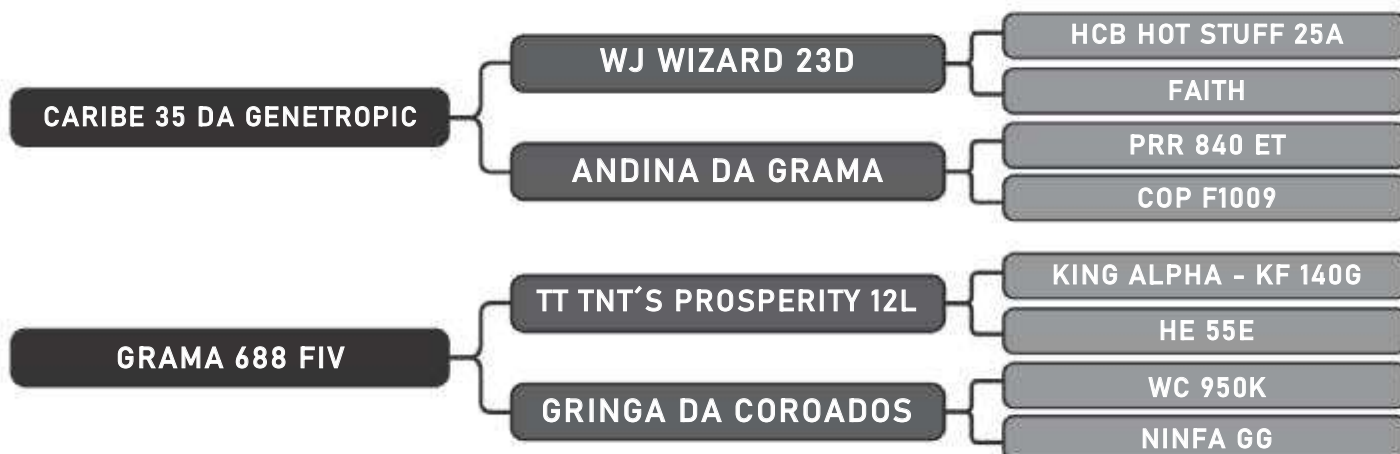 CARIBE 35 DA GENETROPIC
WJ WIZARD 23D
HCB HOT STUFF 25A
FAITH
ANDINA DA GRAMA
PRR 840 ET
COP F1009
GRAMA 688 FIV
TT TNT´S PROSPERITY 12L
KING ALPHA - KF 140G
HE 55E
GRINGA DA COROADOS
WC 950K
NINFA GG